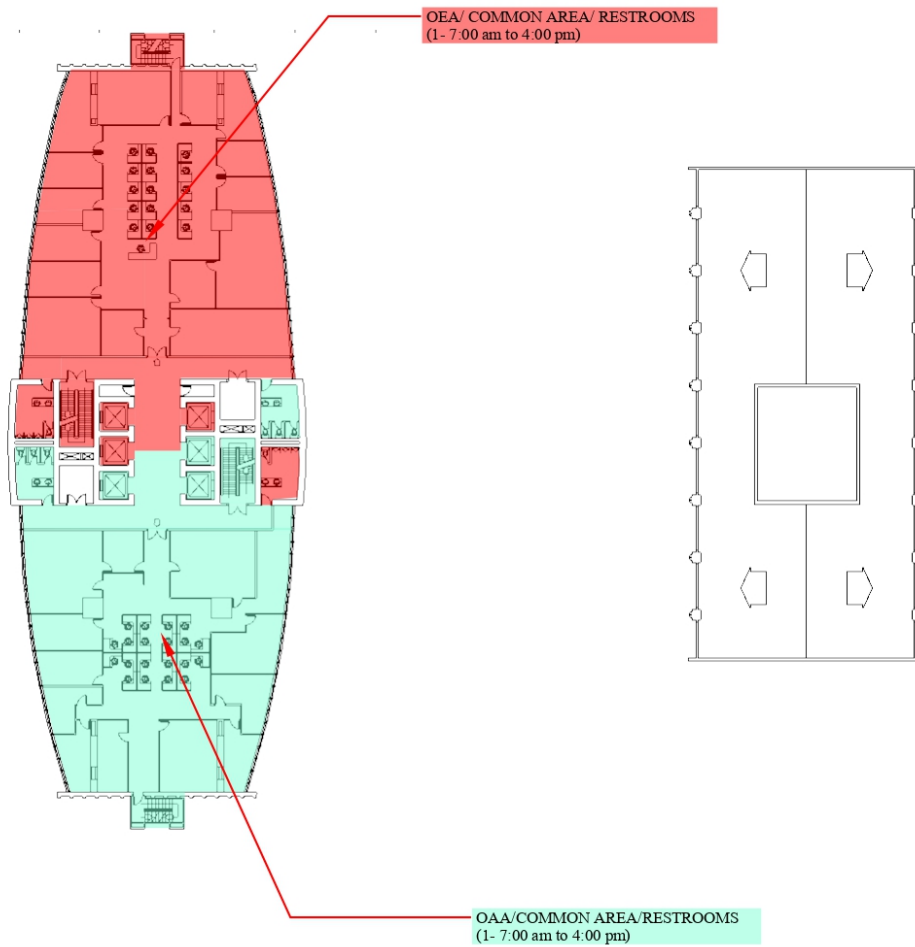 OEA/ COMMON AREA/ RESTROOMS
(1- 7:00 am to 4:00 pm)
OAA/COMMON AREA/RESTROOMS
(1- 7:00 am to 4:00 pm)